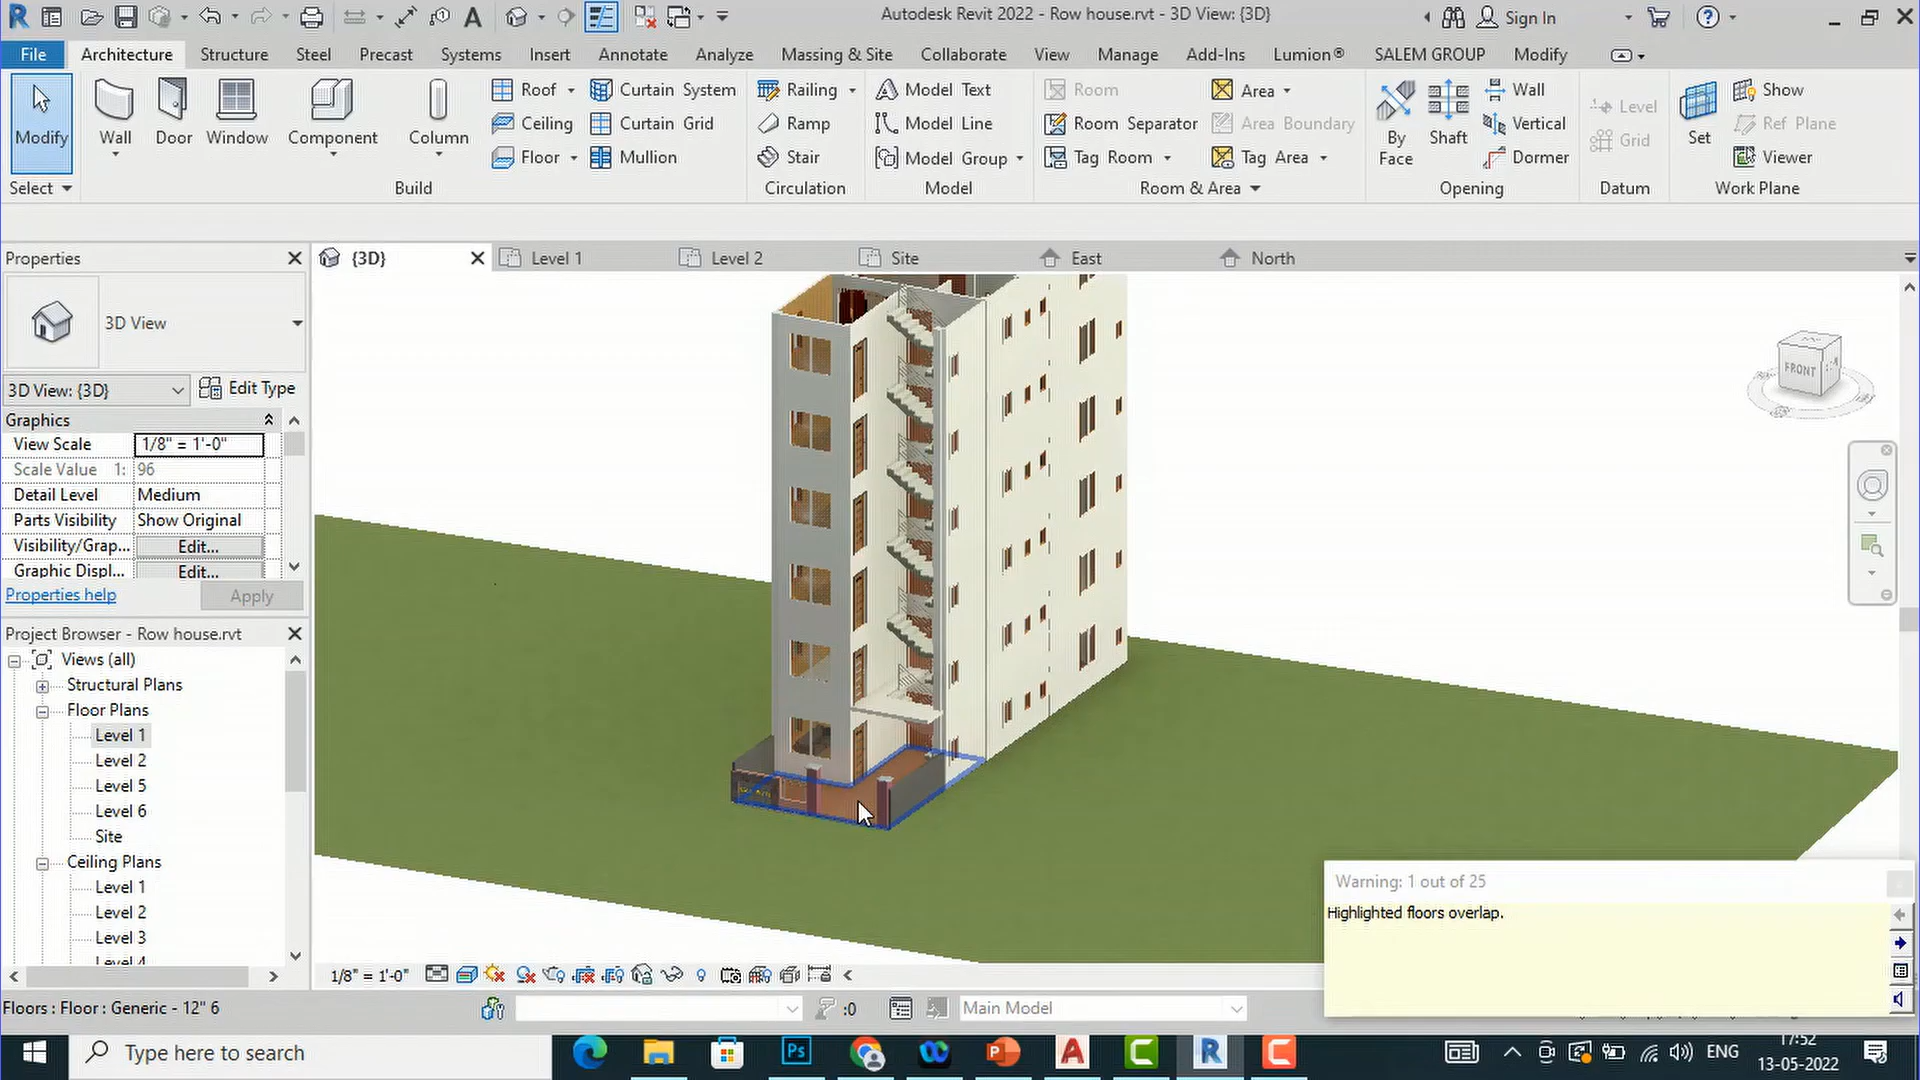 Autodesk Revit 2022 - Row house.rvt - 3D View: {3D}
Sign In
File
Architecture
Structure
Steel
Precast
Systems
Insert
Annotate
Analyze
Massing & Site
Collaborate
View
Manage
Add-Ins
Lumion®
SALEM GROUP
Modify
Modify
Wall
Door
Window
Component
Column
Roof
Ceiling
Floor
Curtain System
Curtain Grid
Mullion
Railing
Ramp
Stair
Model Text
Model Line
Model Group
Room
Room Separator
Tag Room
Area
Area Boundary
Tag Area
By
Face
Shaft
Wall
Vertical
Dormer
Level
Grid
Set
Show
Ref Plane
Viewer
Select
Build
Circulation
Model
Room & Area
Opening
Datum
Work Plane
Properties
{3D}
Level 1
Level 2
Site
East
North
3D View
3D View: {3D}
Edit Type
Graphics
View Scale
1/8" = 1'-0"
Scale Value 1:
96
Detail Level
Medium
Parts Visibility
Show Original
Visibility/Grap...
Edit...
Graphic Displ...
Edit...
Properties help
Apply
FRONT
Project Browser - Row house.rvt
Views (all)
Structural Plans
Floor Plans
Level 1
Level 2
Level 5
Level 6
Site
Ceiling Plans
Level 1
Level 2
Level 3
Level 4
1/8" = 1'-0"
Warning: 1 out of 25
Highlighted floors overlap.
Floors : Floor : Generic - 12" 6
:0
Main Model
Type here to search
ENG
17:52
13-05-2022